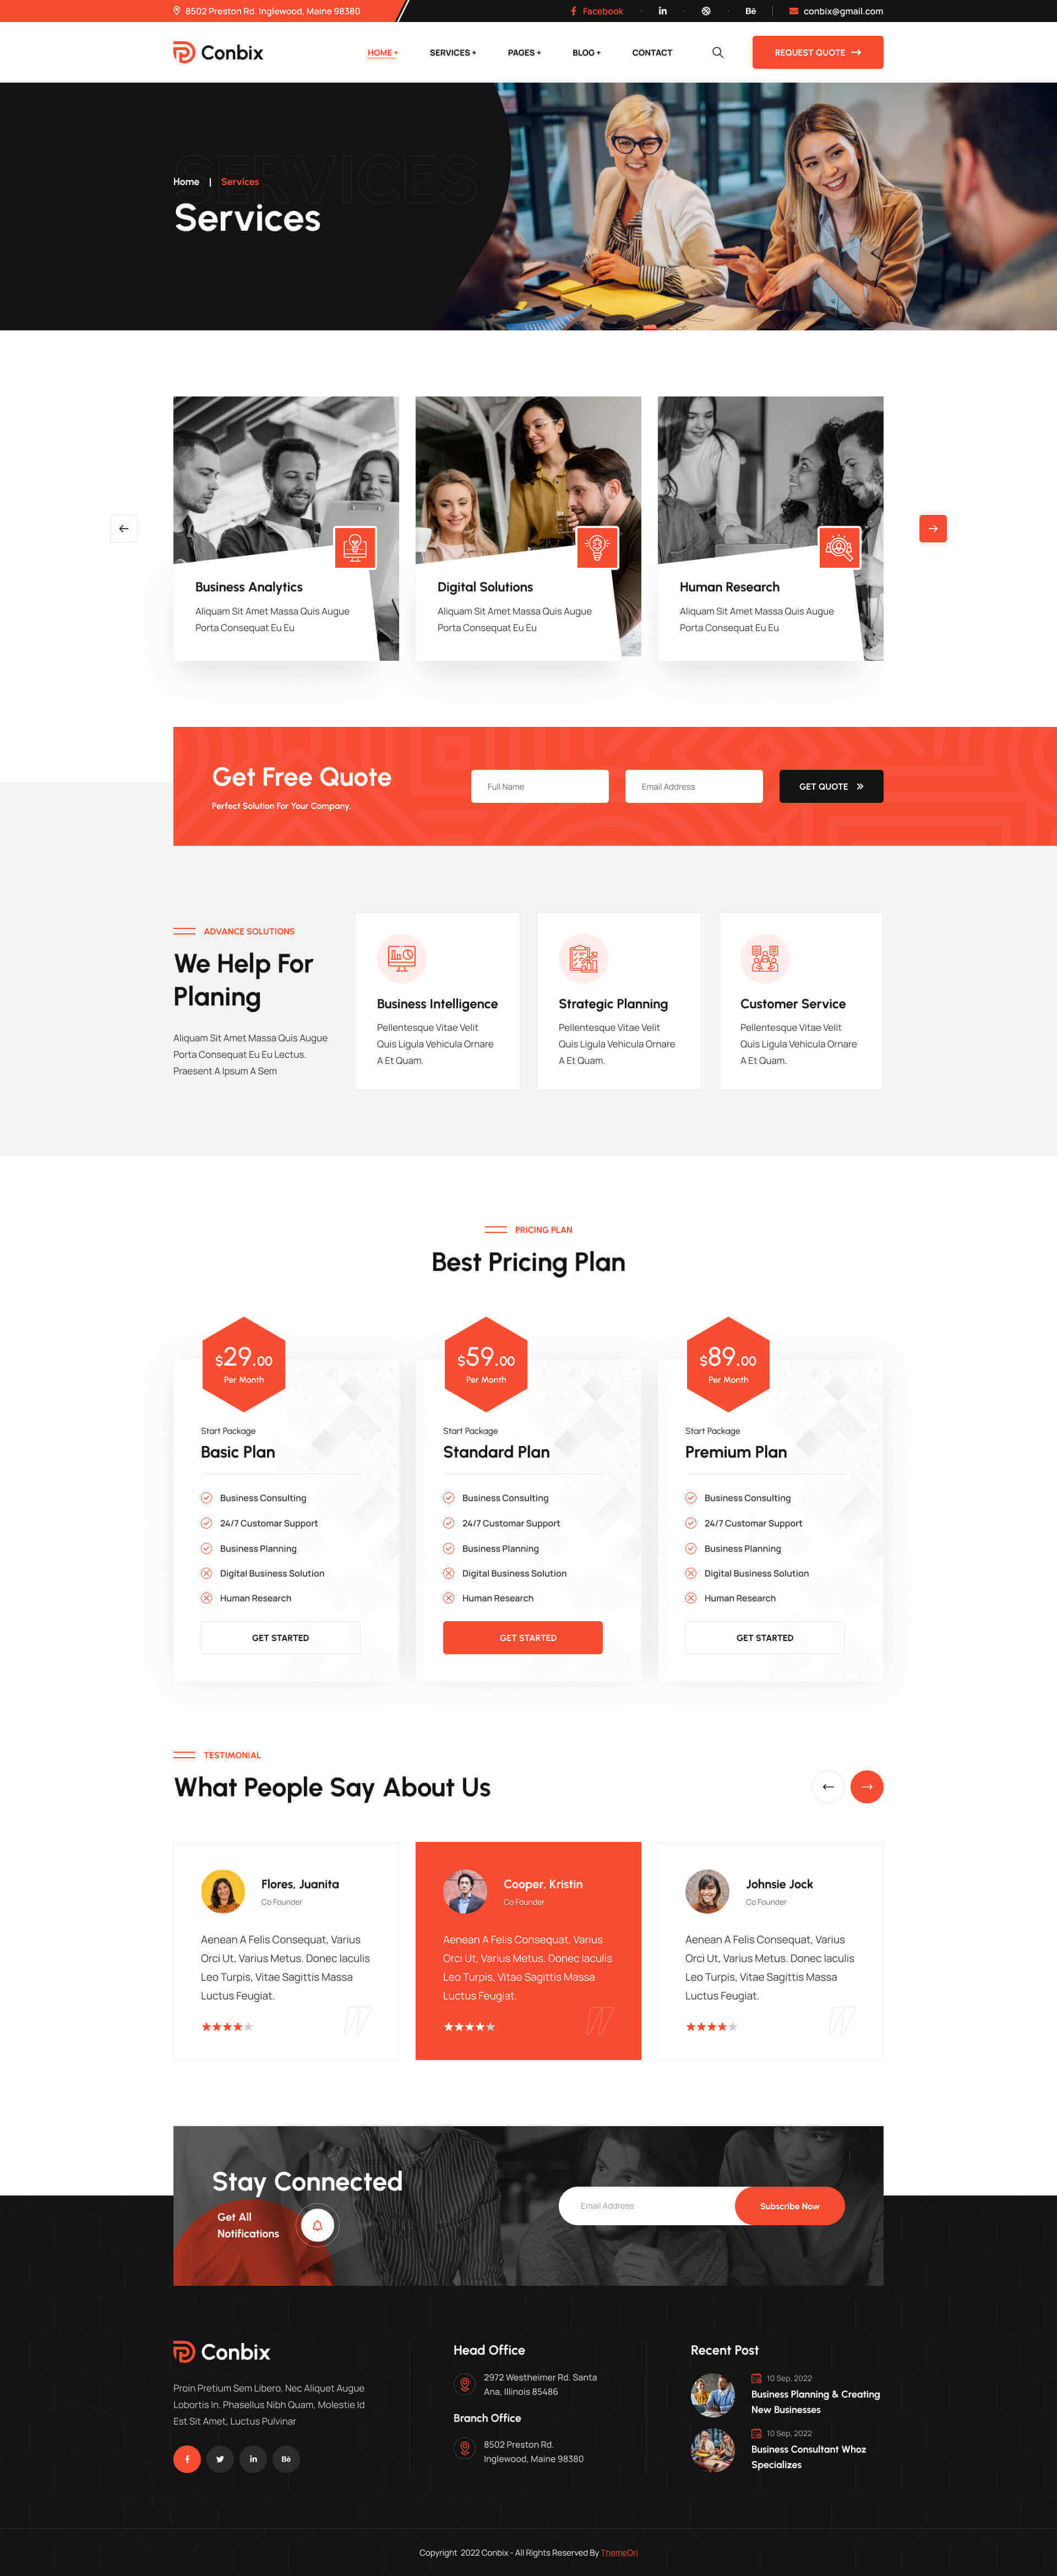 8502 Preston Rd. Inglewood, Maine 98380
Facebook
conbix@gmail.com
Conbix
HOME +
SERVICES +
PAGES +
BLOG +
CONTACT
REQUEST QUOTE
SERVICES
Home | Services
Services
Business Analytics
Aliquam Sit Amet Massa Quis Augue
Porta Consequat Eu Eu
Digital Solutions
Aliquam Sit Amet Massa Quis Augue
Porta Consequat Eu Eu
Human Research
Aliquam Sit Amet Massa Quis Augue
Porta Consequat Eu Eu
Get Free Quote
Perfect Solution For Your Company.
Full Name
Email Address
GET QUOTE
ADVANCE SOLUTIONS
We Help For
Planing
Aliquam Sit Amet Massa Quis Augue
Porta Consequat Eu Eu Lectus.
Praesent A Ipsum A Sem
Business Intelligence
Pellentesque Vitae Velit
Quis Ligula Vehicula Ornare
A Et Quam.
Strategic Planning
Pellentesque Vitae Velit
Quis Ligula Vehicula Ornare
A Et Quam.
Customer Service
Pellentesque Vitae Velit
Quis Ligula Vehicula Ornare
A Et Quam.
PRICING PLAN
Best Pricing Plan
$29.00
Per Month
Start Package
Basic Plan
Business Consulting
24/7 Customar Support
Business Planning
Digital Business Solution
Human Research
GET STARTED
$59.00
Per Month
Start Package
Standard Plan
Business Consulting
24/7 Customar Support
Business Planning
Digital Business Solution
Human Research
GET STARTED
$89.00
Per Month
Start Package
Premium Plan
Business Consulting
24/7 Customar Support
Business Planning
Digital Business Solution
Human Research
GET STARTED
TESTIMONIAL
What People Say About Us
Flores, Juanita
Co Founder
Aenean A Felis Consequat, Varius
Orci Ut, Varius Metus. Donec Iaculis
Leo Turpis, Vitae Sagittis Massa
Luctus Feugiat.
Cooper, Kristin
Co Founder
Aenean A Felis Consequat, Varius
Orci Ut, Varius Metus. Donec Iaculis
Leo Turpis, Vitae Sagittis Massa
Luctus Feugiat.
Johnsie Jock
Co Founder
Aenean A Felis Consequat, Varius
Orci Ut, Varius Metus. Donec Iaculis
Leo Turpis, Vitae Sagittis Massa
Luctus Feugiat.
Stay Connected
Get All
Notifications
Email Address
Subscribe Now
Conbix
Proin Pretium Sem Libero, Nec Aliquet Augue
Lobortis In. Phasellus Nibh Quam, Molestie Id
Est Sit Amet, Luctus Pulvinar
Head Office
2972 Westheimer Rd. Santa
Ana, Illinois 85486
Branch Office
8502 Preston Rd.
Inglewood, Maine 98380
Recent Post
10 Sep, 2022
Business Planning & Creating
New Businesses
10 Sep, 2022
Business Consultant Whoz
Specializes
Copyright 2022 Conbix - All Rights Reserved By ThemeOri